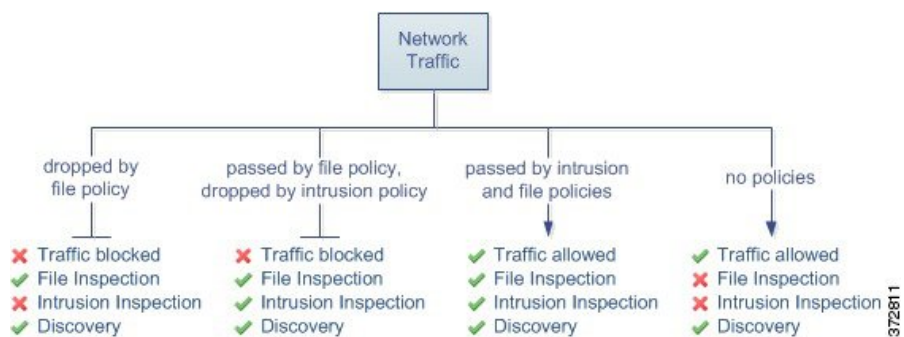 Network
Traffic
dropped by
file policy
passed by file policy,
dropped by intrusion policy
passed by intrusion
and file policies
no policies
Traffic blocked
File Inspection
Intrusion Inspection
Discovery
Traffic blocked
File Inspection
Intrusion Inspection
Discovery
Traffic allowed
File Inspection
Intrusion Inspection
Discovery
Traffic allowed
File Inspection
Intrusion Inspection
Discovery
372811